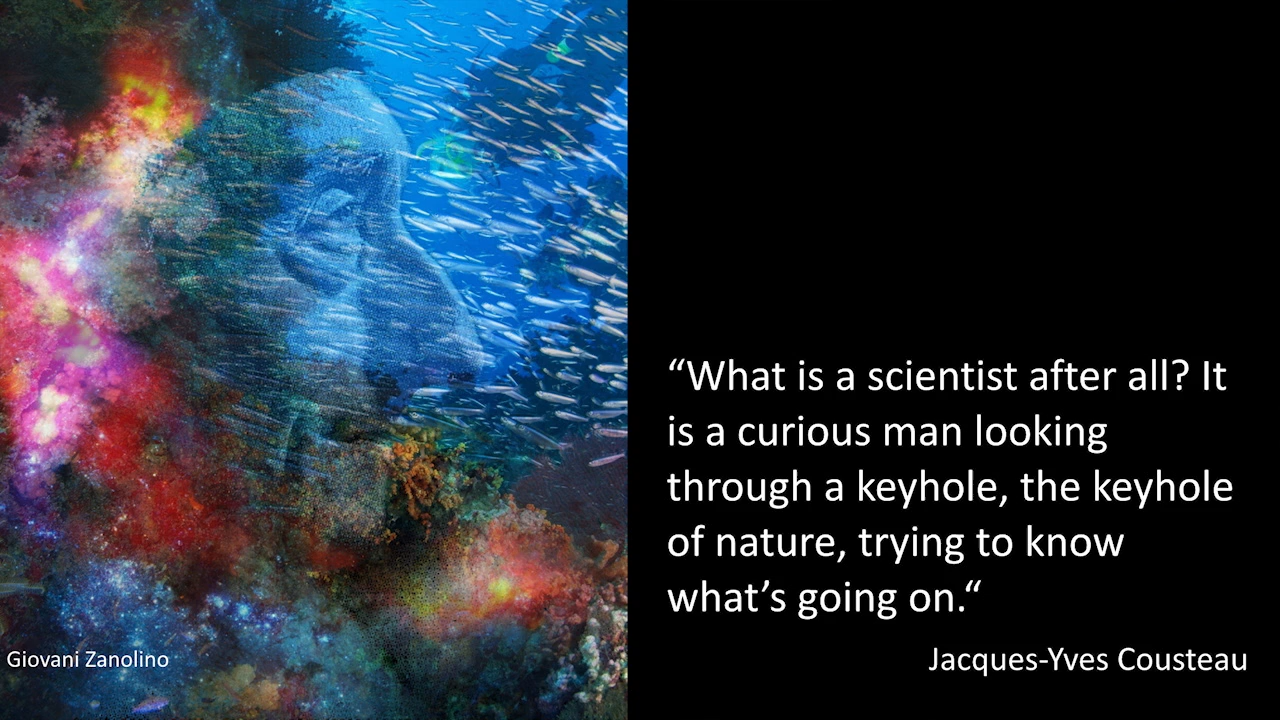 “What is a scientist after all? It
is a curious man looking
through a keyhole, the keyhole
of nature, trying to know
what’s going on.“
Giovani Zanolino
Jacques-Yves Cousteau